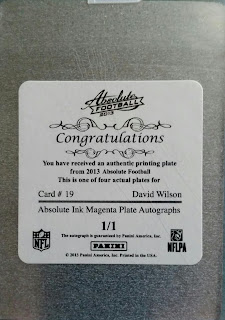 Absolute
FOOTBALL
2013
Congratulations
You have received an authentic printing plate
from 2013 Absolute Football
This is one of four actual plates for
Card # 19 David Wilson
Absolute Ink Magenta Plate Autographs
1/1
The autograph is guaranteed by Panini America, Inc.
NFL PANINI NFLPA
© 2013 Panini America, Inc. Printed in the USA.